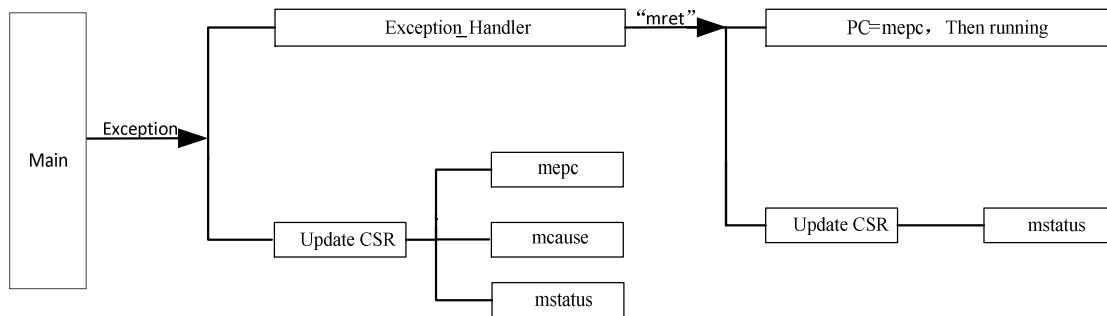 Main
Exception
Exception_Handler
“mret”
PC=mepc，Then running
Update CSR
mepc
mcause
mstatus
Update CSR
mstatus